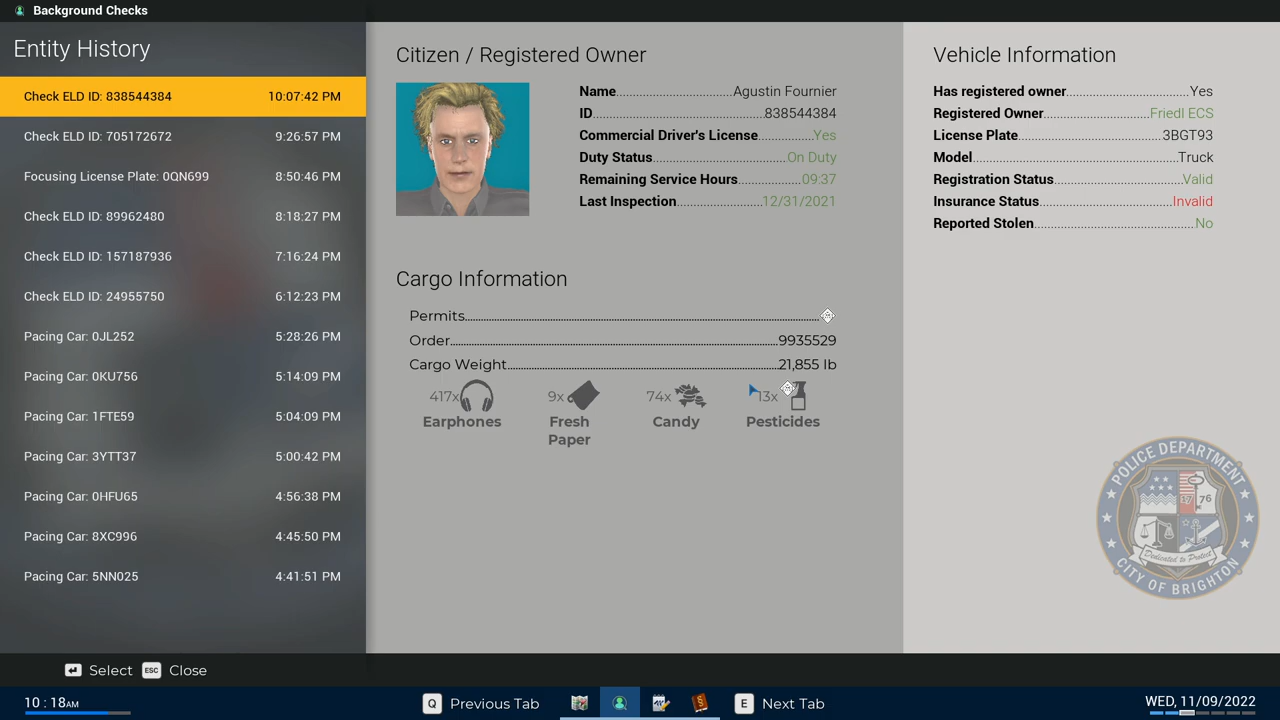 Background Checks
Entity History
Check ELD ID: 838544384 10:07:42 PM
Check ELD ID: 705172672 9:26:57 PM
Focusing License Plate: 0QN699 8:50:46 PM
Check ELD ID: 89962480 8:18:27 PM
Check ELD ID: 157187936 7:16:24 PM
Check ELD ID: 24955750 6:12:23 PM
Pacing Car: 0JL252 5:28:26 PM
Pacing Car: 0KU756 5:14:09 PM
Pacing Car: 1FTE59 5:04:09 PM
Pacing Car: 3YTT37 5:00:42 PM
Pacing Car: 0HFU65 4:56:38 PM
Pacing Car: 8XC996 4:45:50 PM
Pacing Car: 5NN025 4:41:51 PM
Citizen / Registered Owner
Name Agustin Fournier
ID 838544384
Commercial Driver's License Yes
Duty Status On Duty
Remaining Service Hours 09:37
Last Inspection 12/31/2021
Cargo Information
Permits
Order 9935529
Cargo Weight 21,855 lb
417x 9x 74x 13x
Earphones Fresh Candy Pesticides
Paper
Vehicle Information
Has registered owner Yes
Registered Owner Friedl ECS
License Plate 3BGT93
Model Truck
Registration Status Valid
Insurance Status Invalid
Reported Stolen No
POLICE DEPARTMENT
17 76
Dedicated to Protect
CITY OF BRIGHTON
Select ESC Close
10 : 18 AM
Q Previous Tab E Next Tab
WED, 11/09/2022